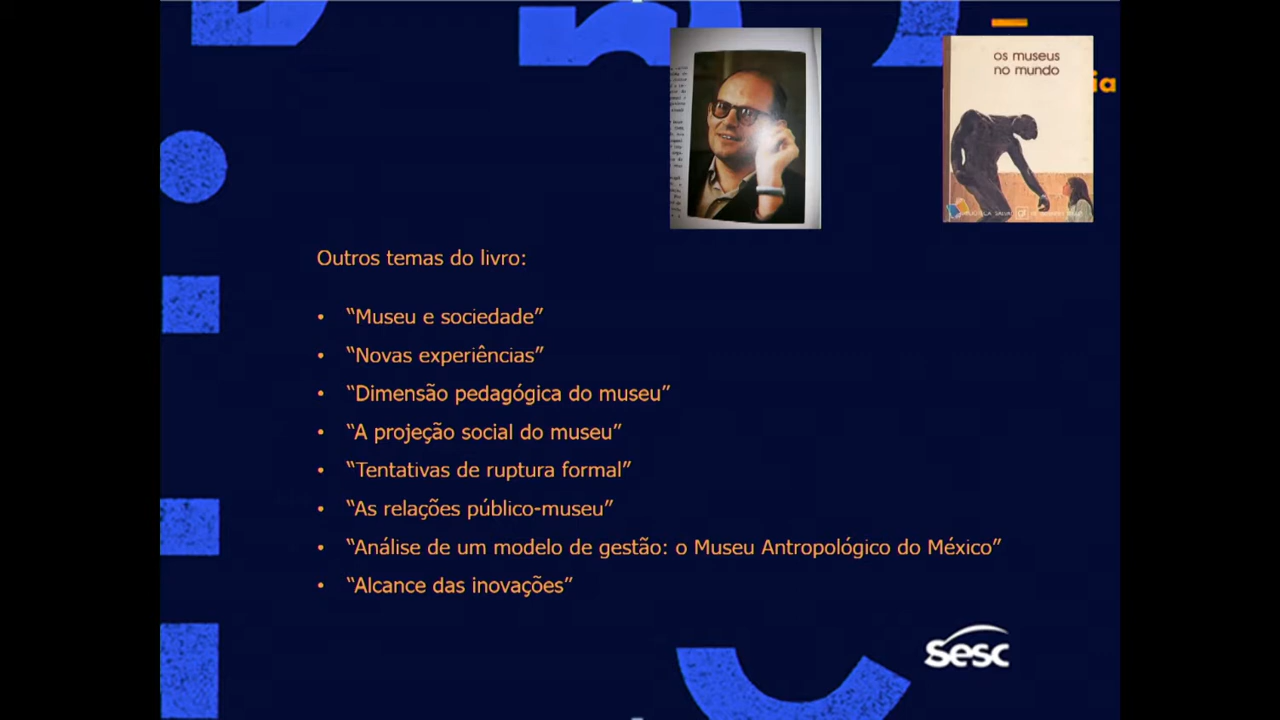 os museus
no mundo
ia
Outros temas do livro:
• “Museu e sociedade”
• “Novas experiências”
• “Dimensão pedagógica do museu”
• “A projeção social do museu”
• “Tentativas de ruptura formal”
• “As relações público-museu”
• “Análise de um modelo de gestão: o Museu Antropológico do México”
• “Alcance das inovações”
Sesc